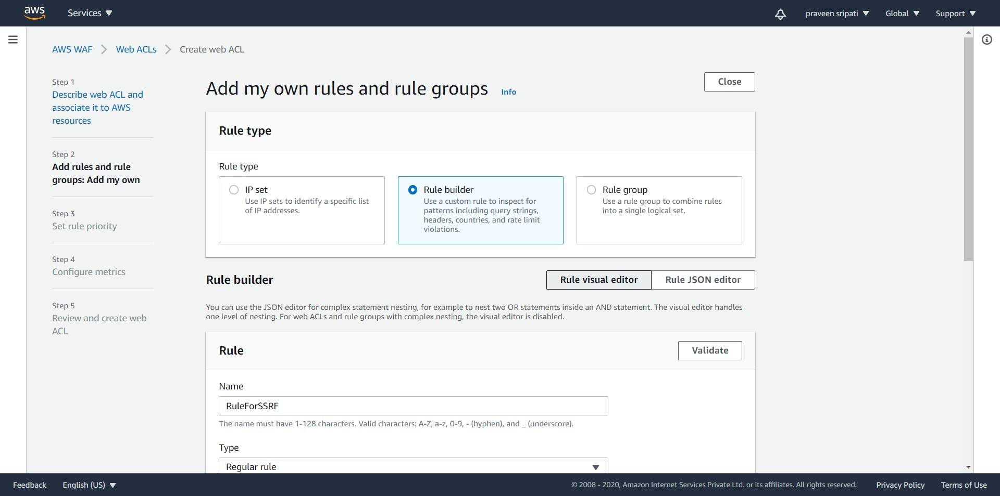 aws
Services
praveen sripati
Global
Support
AWS WAF
Web ACLs
Create web ACL
Step 1
Describe web ACL and
associate it to AWS
resources
Step 2
Add rules and rule
groups: Add my own
Step 3
Set rule priority
Step 4
Configure metrics
Step 5
Review and create web
ACL
Add my own rules and rule groups Info
Close
Rule type
Rule type
IP set
Use IP sets to identify a specific list
of IP addresses.
Rule builder
Use a custom rule to inspect for
patterns including query strings,
headers, countries, and rate limit
violations.
Rule group
Use a rule group to combine rules
into a single logical set.
Rule builder
Rule visual editor
Rule JSON editor
You can use the JSON editor for complex statement nesting, for example to nest two OR statements inside an AND statement. The visual editor handles
one level of nesting. For web ACLs and rule groups with complex nesting, the visual editor is disabled.
Rule
Validate
Name
RuleForSSRF
The name must have 1-128 characters. Valid characters: A-Z, a-z, 0-9, - (hyphen), and _ (underscore).
Type
Regular rule
Feedback
English (US)
© 2008 - 2020, Amazon Internet Services Private Ltd. or its affiliates. All rights reserved.
Privacy Policy
Terms of Use